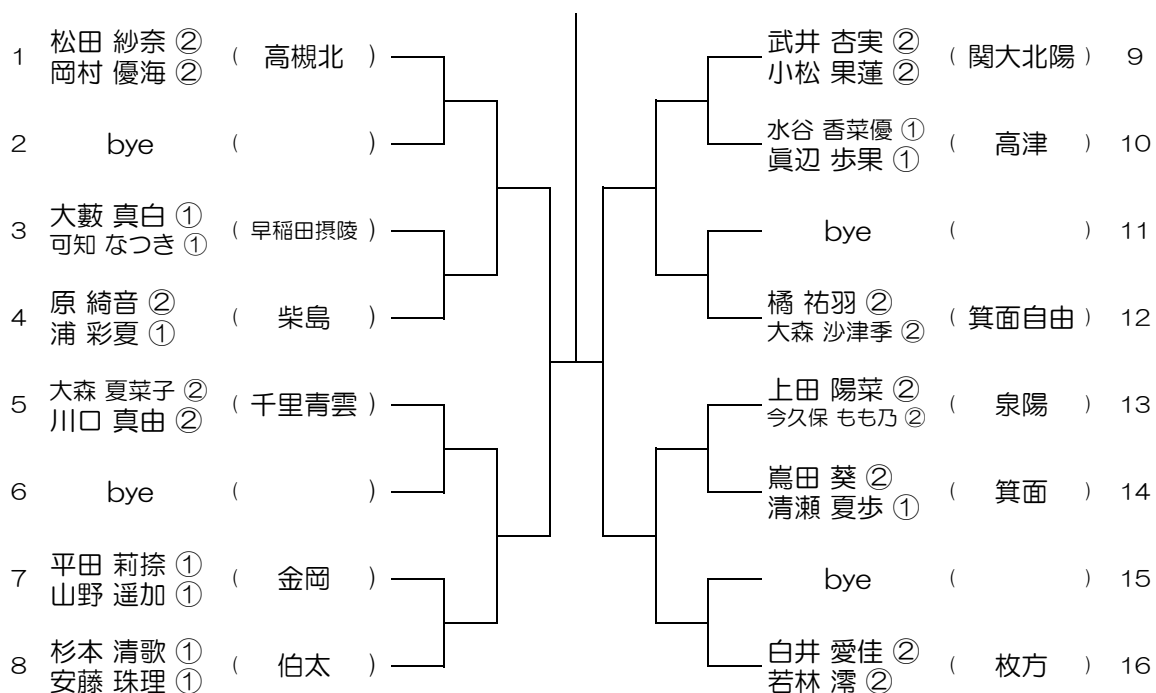 1 松田 紗奈 ② ( 高槻北 )
岡村 優海 ②
2 bye ( )
3 大藪 真白 ① ( 早稲田摂陵 )
可知 なつき ①
4 原 綺音 ② ( 柴島 )
浦 彩夏 ①
5 大森 夏菜子 ② ( 千里青雲 )
川口 真由 ②
6 bye ( )
7 平田 莉捺 ① ( 金岡 )
山野 遥加 ①
8 杉本 清歌 ① ( 伯太 )
安藤 珠理 ①
武井 杏実 ② ( 関大北陽 ) 9
小松 果蓮 ②
水谷 香菜優 ① ( 高津 ) 10
眞辺 歩果 ①
bye ( ) 11
橘 祐羽 ② ( 箕面自由 ) 12
大森 沙津季 ②
上田 陽菜 ② ( 泉陽 ) 13
今久保 もも乃 ②
嶌田 葵 ② ( 箕面 ) 14
清瀬 夏歩 ①
bye ( ) 15
白井 愛佳 ② ( 枚方 ) 16
若林 澪 ②